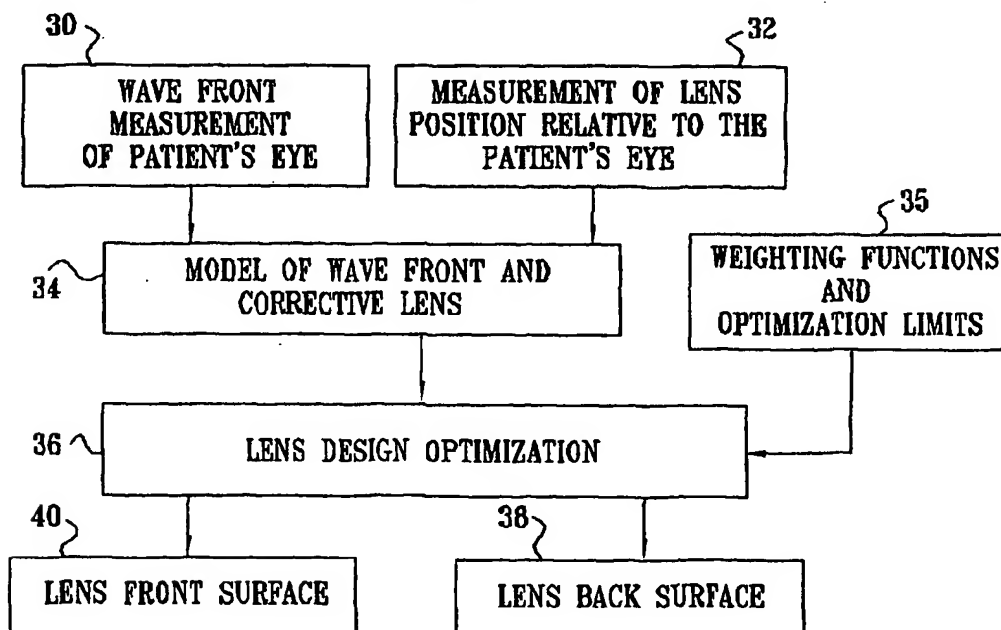 30
WAVE FRONT
MEASUREMENT
OF PATIENT'S EYE
32
MEASUREMENT OF LENS
POSITION RELATIVE TO THE
PATIENT'S EYE
34
MODEL OF WAVE FRONT AND
CORRECTIVE LENS
35
WEIGHTING FUNCTIONS
AND
OPTIMIZATION LIMITS
36
LENS DESIGN OPTIMIZATION
40
LENS FRONT SURFACE
38
LENS BACK SURFACE